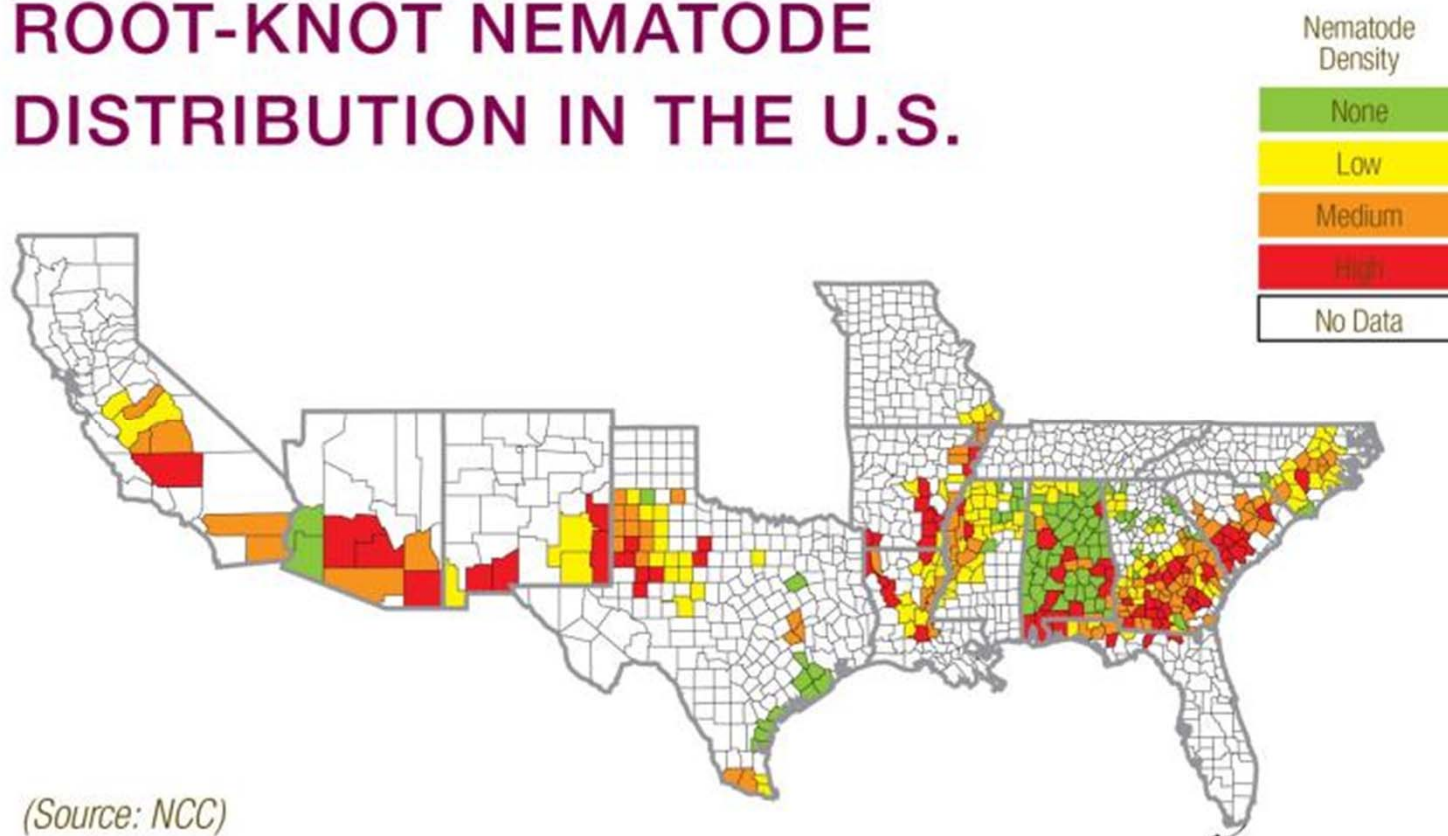 ROOT-KNOT NEMATODE
DISTRIBUTION IN THE U.S.
Nematode
Density
None
Low
Medium
High
No Data
(Source: NCC)